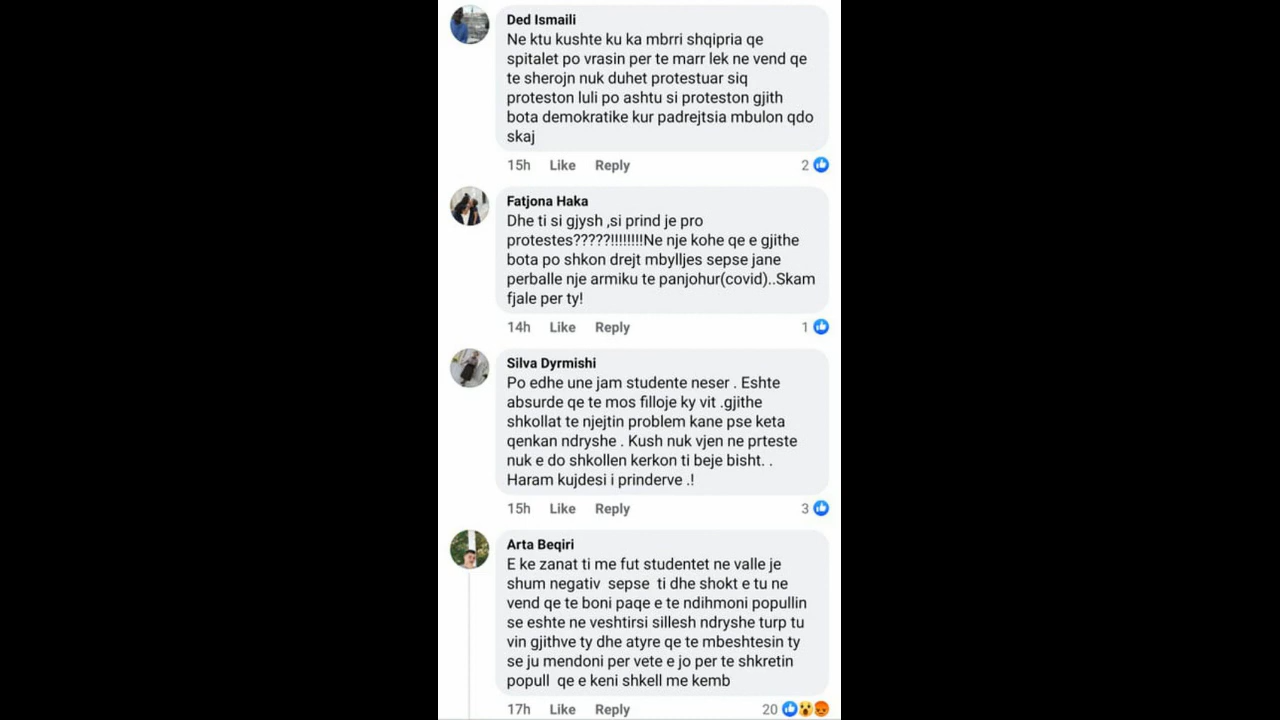 Ded Ismaili
Ne ktu kushte ku ka mbrri shqipria qe
spitalet po vrasin per te marr lek ne vend qe
te sherojn nuk duhet protestuar siq
proteston luli po ashtu si proteston gjith
bota demokratike kur padrejtsia mbulon qdo
skaj
15h Like Reply 2
Fatjona Haka
Dhe ti si gjysh ,si prind je pro
protestes?????!!!!!!!!Ne nje kohe qe e gjithe
bota po shkon drejt mbylljes sepse jane
perballe nje armiku te panjohur(covid)..Skam
fjale per ty!
14h Like Reply 1
Silva Dyrmishi
Po edhe une jam studente neser . Eshte
absurde qe te mos filloje ky vit .gjithe
shkollat te njejtin problem kane pse keta
qenkan ndryshe . Kush nuk vjen ne prteste
nuk e do shkollen kerkon ti beje bisht. .
Haram kujdesi i prinderve .!
15h Like Reply 3
Arta Beqiri
E ke zanat ti me fut studentet ne valle je
shum negativ sepse ti dhe shokt e tu ne
vend qe te boni paqe e te ndihmoni popullin
se eshte ne veshtirsi sillesh ndryshe turp tu
vin gjithve ty dhe atyre qe te mbeshtesin ty
se ju mendoni per vete e jo per te shkretin
popull qe e keni shkell me kemb
17h Like Reply 20